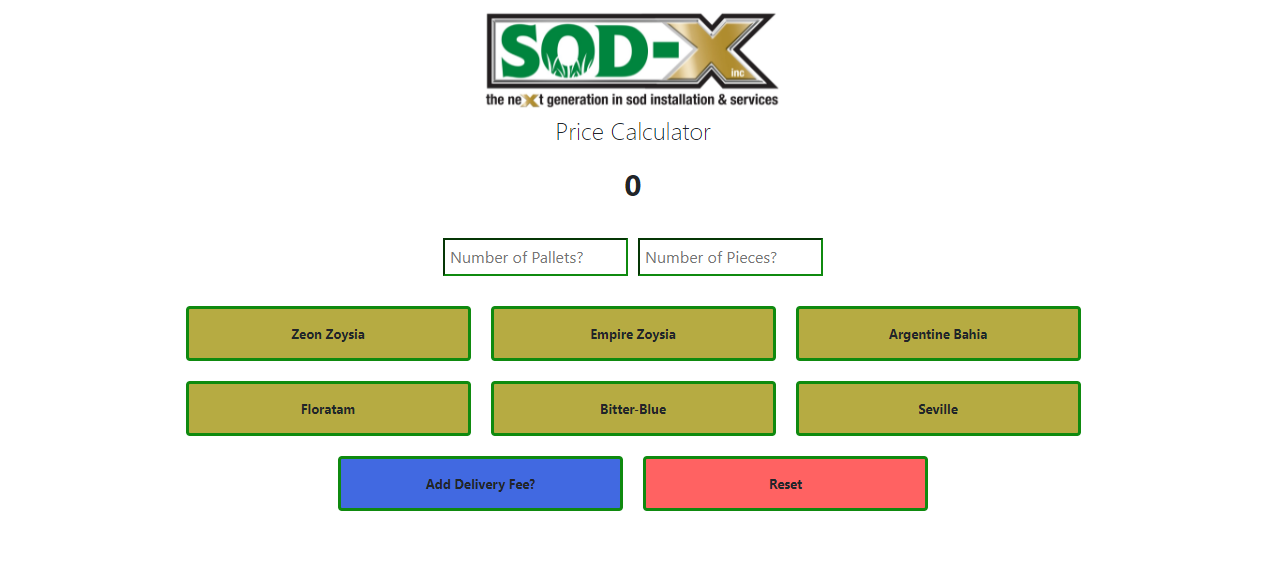 SOD-X
inc
the neXt generation in sod installation & services
Price Calculator
0
Number of Pallets? Number of Pieces?
Zeon Zoysia Empire Zoysia Argentine Bahia
Floratam Bitter-Blue Seville
Add Delivery Fee? Reset